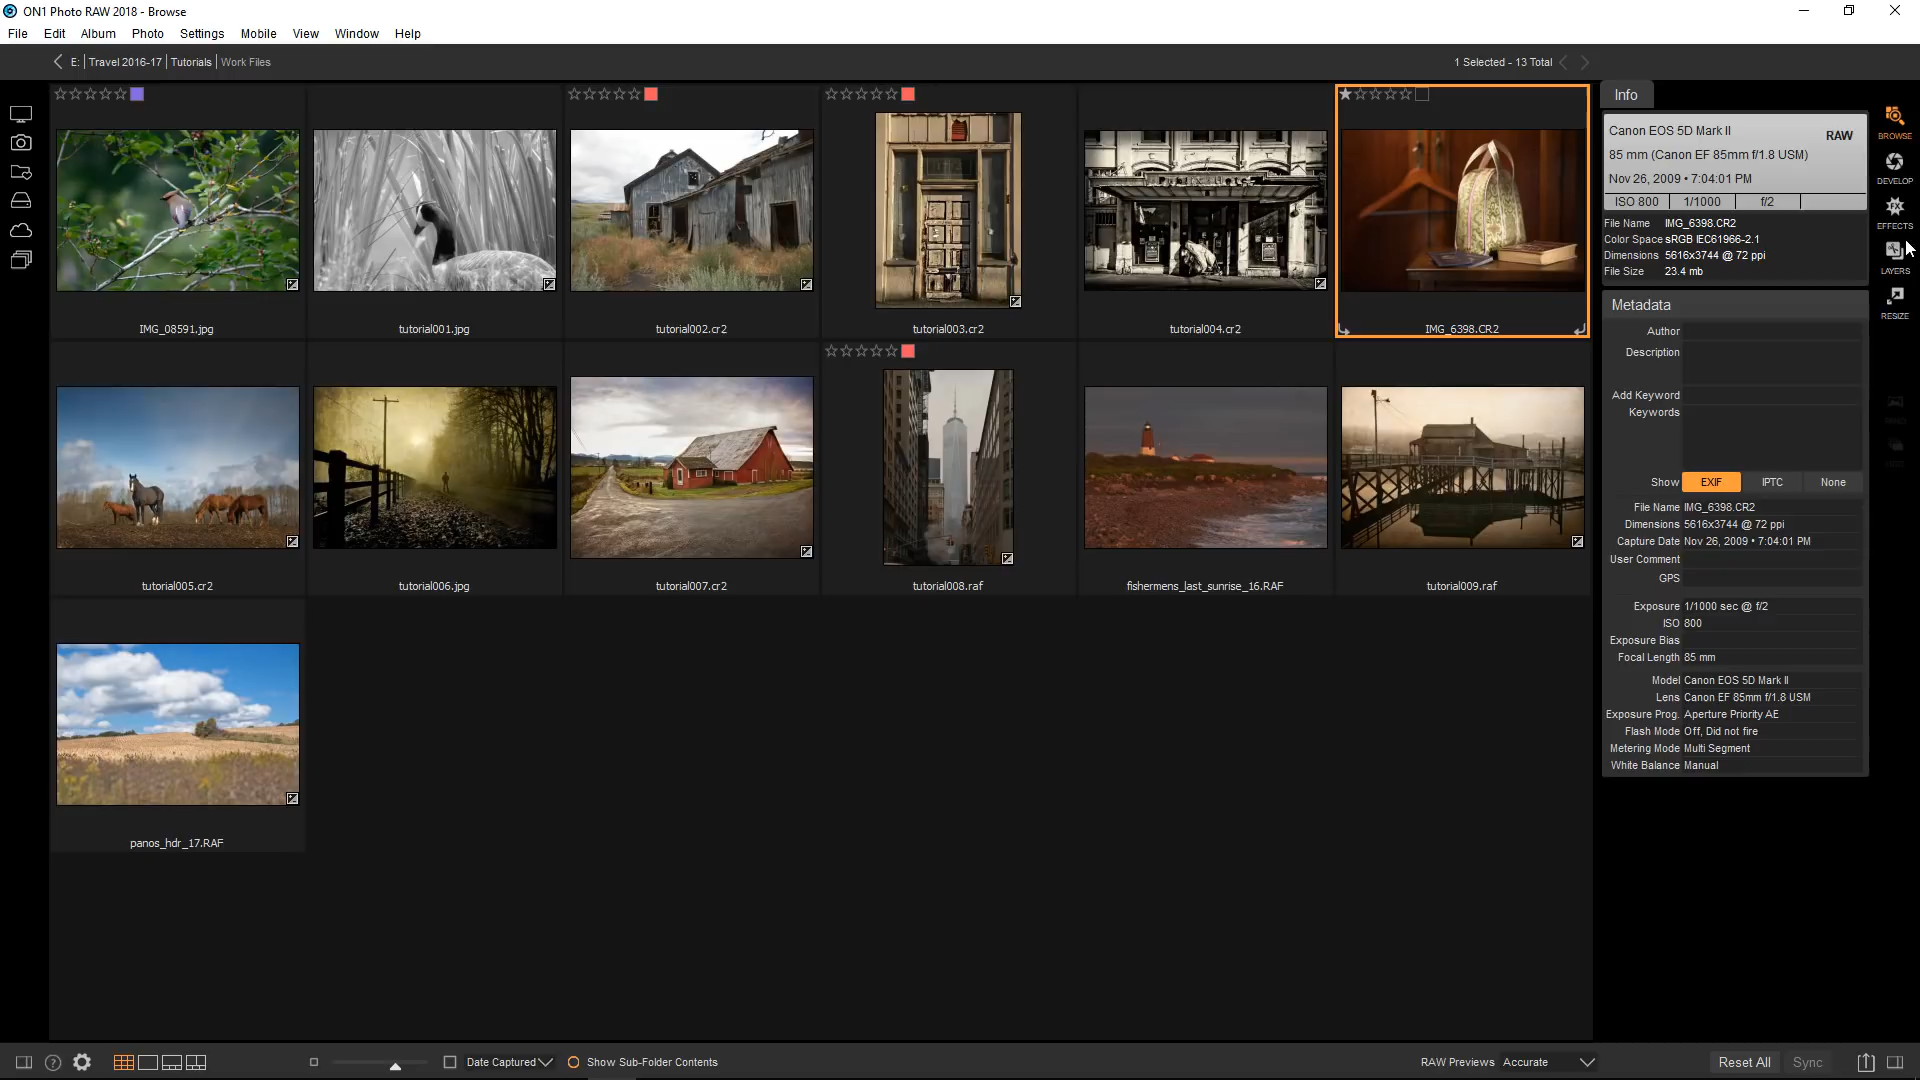 ON1 Photo RAW 2018 - Browse
File Edit Album Photo Settings Mobile View Window Help
E: Travel 2016-17 Tutorials Work Files
1 Selected - 13 Total
IMG_08591.jpg
tutorial001.jpg
tutorial002.cr2
tutorial003.cr2
tutorial004.cr2
IMG_6398.CR2
tutorial005.cr2
tutorial006.jpg
tutorial007.cr2
tutorial008.raf
fishermens_last_sunrise_16.RAF
tutorial009.raf
panos_hdr_17.RAF
Info
Canon EOS 5D Mark II
RAW
85 mm (Canon EF 85mm f/1.8 USM)
Nov 26, 2009 • 7:04:01 PM
ISO 800 1/1000 f/2
File Name IMG_6398.CR2
Color Space sRGB IEC61966-2.1
Dimensions 5616x3744 @ 72 ppi
File Size 23.4 mb
Metadata
Author
Description
Add Keyword
Keywords
Show EXIF IPTC None
File Name IMG_6398.CR2
Dimensions 5616x3744 @ 72 ppi
Capture Date Nov 26, 2009 • 7:04:01 PM
User Comment
GPS
Exposure 1/1000 sec @ f/2
ISO 800
Exposure Bias
Focal Length 85 mm
Model Canon EOS 5D Mark II
Lens Canon EF 85mm f/1.8 USM
Exposure Prog. Aperture Priority AE
Flash Mode Off, Did not fire
Metering Mode Multi Segment
White Balance Manual
BROWSE
DEVELOP
FX
EFFECTS
LAYERS
RESIZE
? Date Captured Show Sub-Folder Contents
RAW Previews Accurate
Reset All Sync